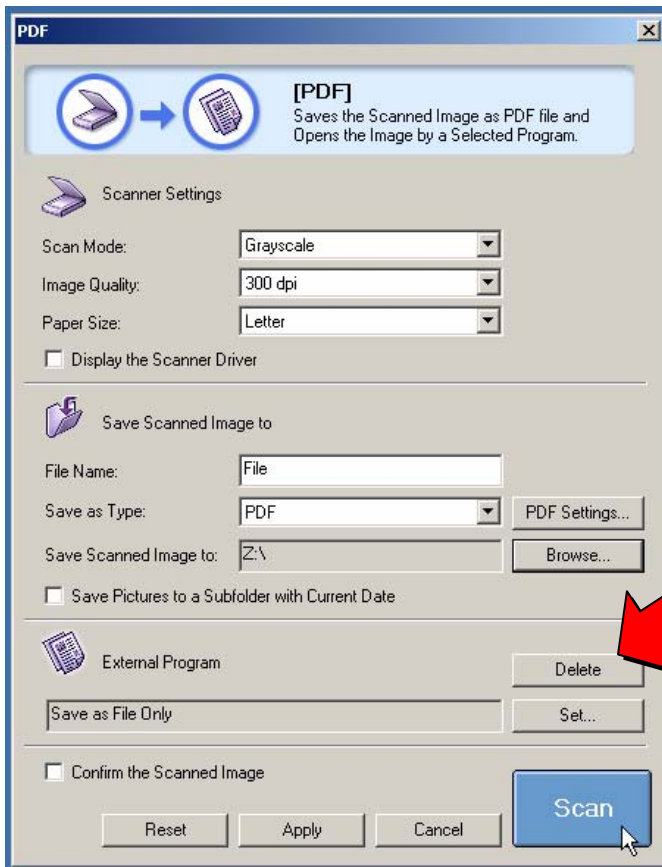 PDF
[PDF]
Saves the Scanned Image as PDF file and
Opens the Image by a Selected Program.
Scanner Settings
Scan Mode: Grayscale
Image Quality: 300 dpi
Paper Size: Letter
Display the Scanner Driver
Save Scanned Image to
File Name: File
Save as Type: PDF PDF Settings...
Save Scanned Image to: Z:\ Browse...
Save Pictures to a Subfolder with Current Date
External Program Delete
Save as File Only Set...
Confirm the Scanned Image
Reset Apply Cancel Scan